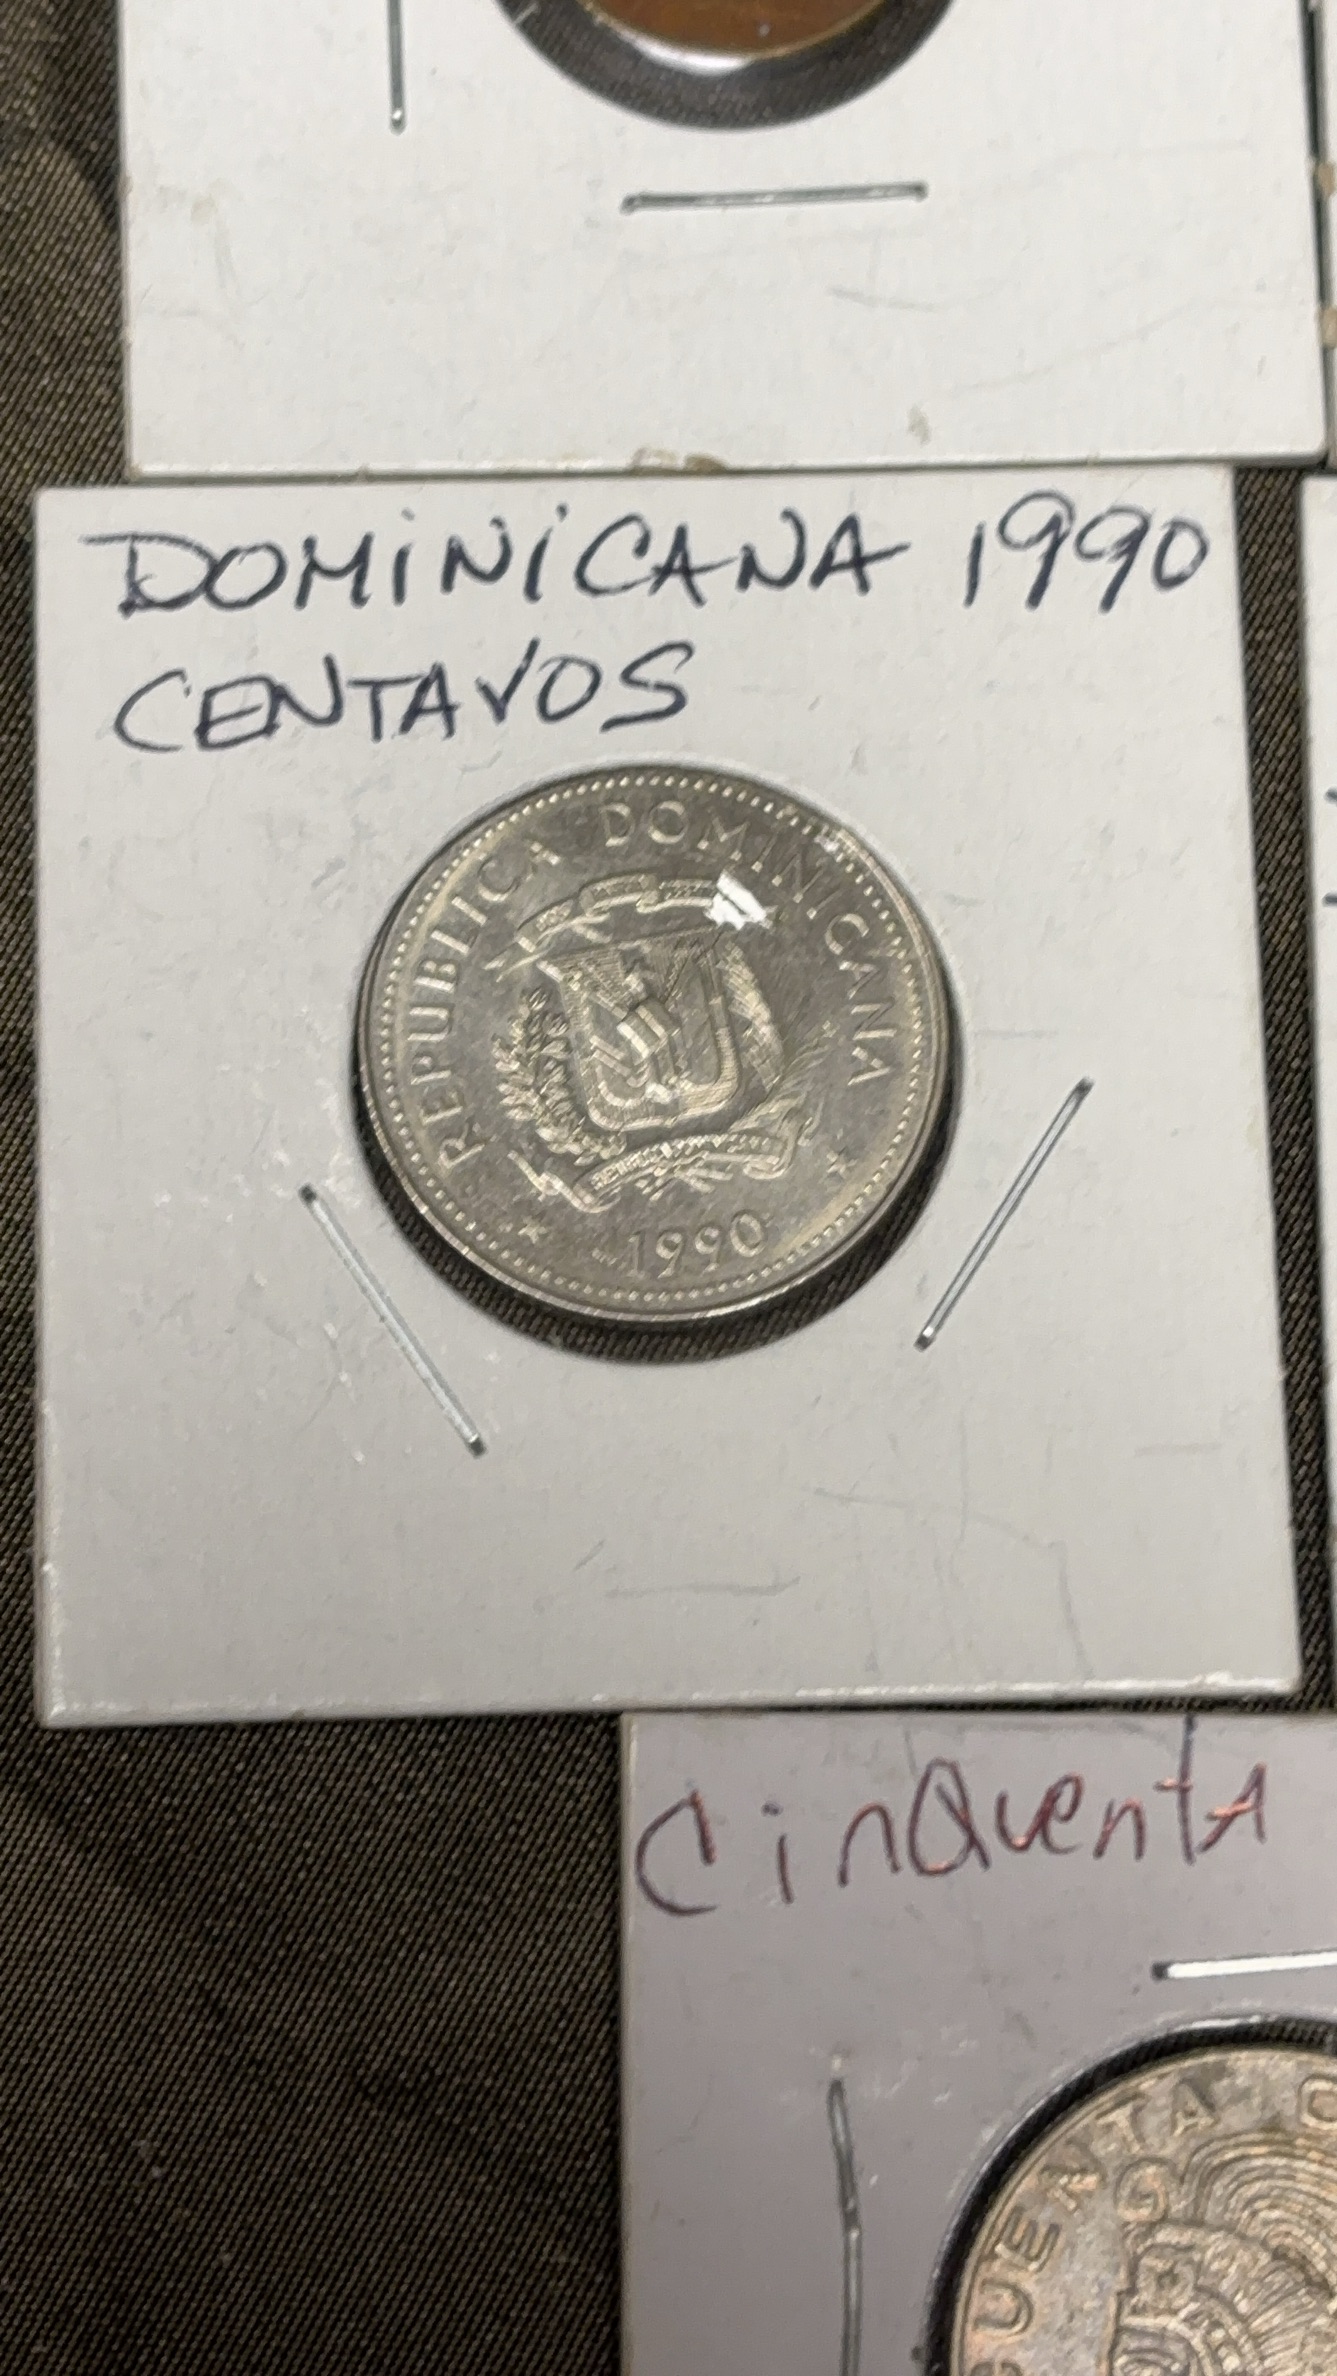 DOMINICANA 1990
CENTAVOS
REPUBLICA DOMINICANA
1990
CinQuentA